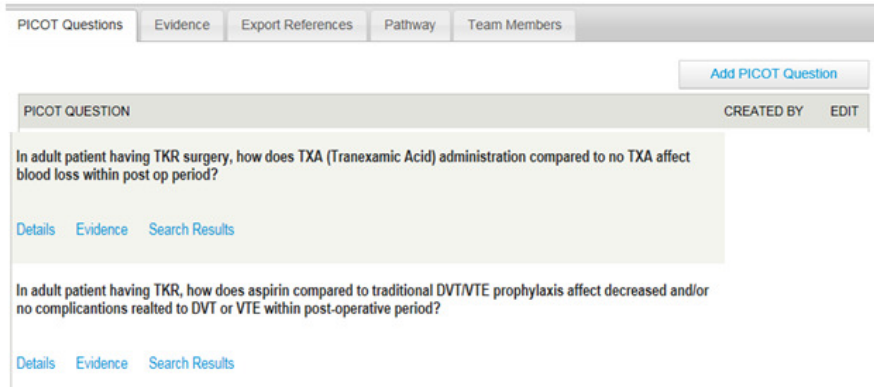 PICOT Questions Evidence Export References Pathway Team Members
Add PICOT Question
PICOT QUESTION CREATED BY EDIT
In adult patient having TKR surgery, how does TXA (Tranexamic Acid) administration compared to no TXA affect
blood loss within post op period?
Details Evidence Search Results
In adult patient having TKR, how does aspirin compared to traditional DVT/VTE prophylaxis affect decreased and/or
no complicantions realted to DVT or VTE within post-operative period?
Details Evidence Search Results